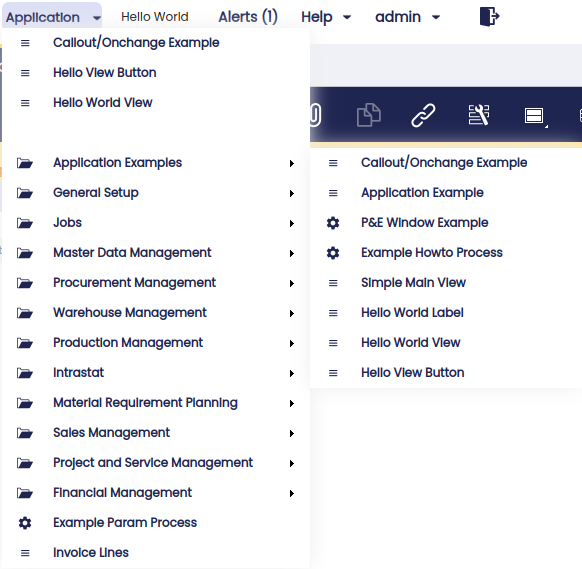 Application
Hello World
Alerts (1)
Help
admin
Callout/Onchange Example
Hello View Button
Hello World View
Application Examples
General Setup
Jobs
Master Data Management
Procurement Management
Warehouse Management
Production Management
Intrastat
Material Requirement Planning
Sales Management
Project and Service Management
Financial Management
Example Param Process
Invoice Lines
Callout/Onchange Example
Application Example
P&E Window Example
Example Howto Process
Simple Main View
Hello World Label
Hello World View
Hello View Button